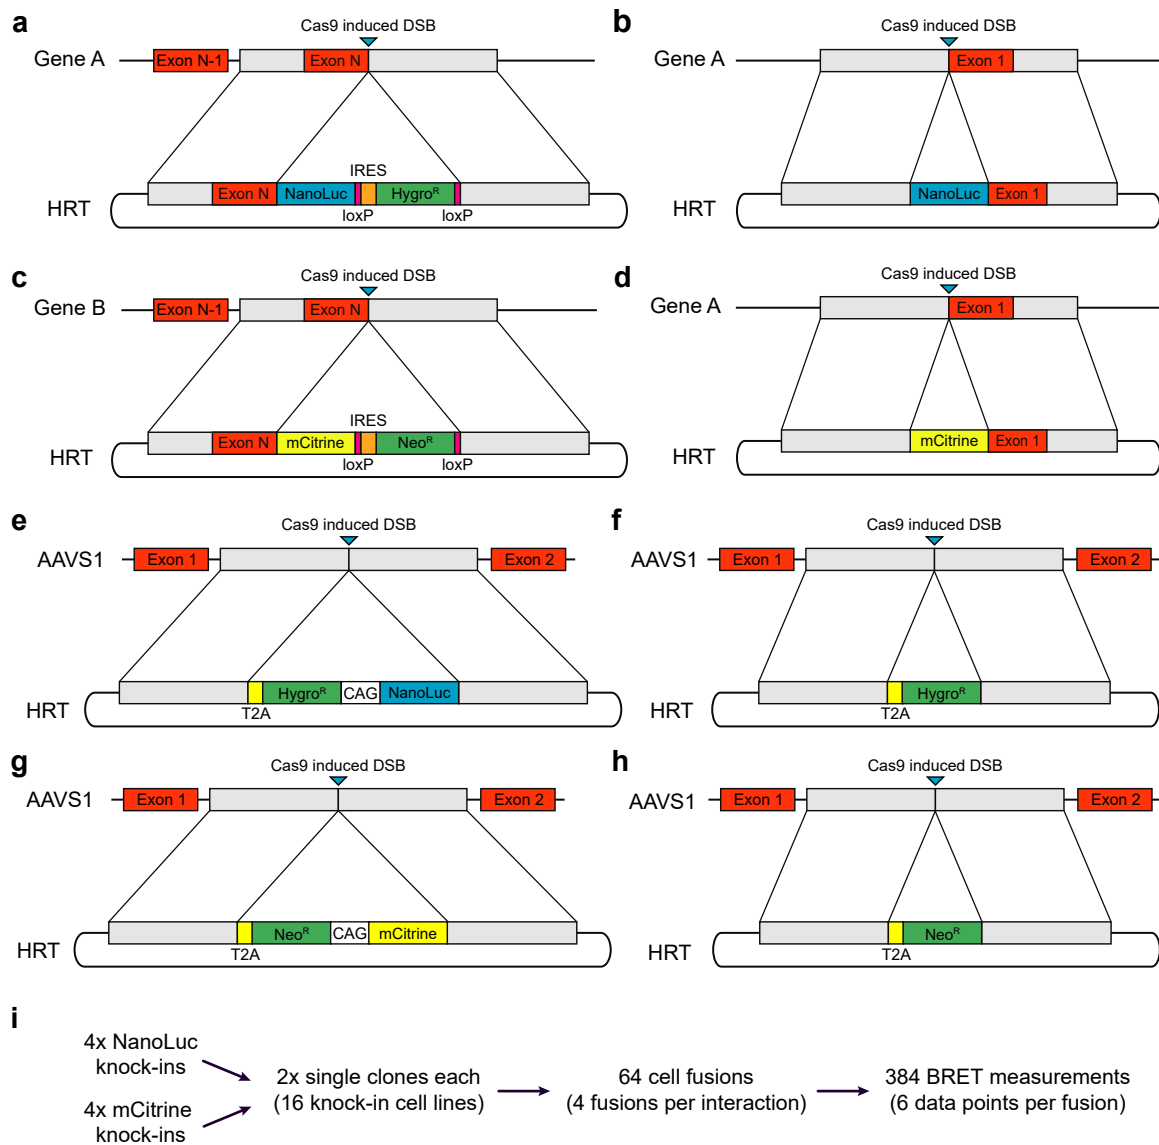 a
Cas9 induced DSB
Gene A
Exon N-1
Exon N
IRES
Exon N
NanoLuc
Hygroᴿ
HRT
loxP
loxP
b
Cas9 induced DSB
Gene A
Exon 1
NanoLuc
Exon 1
HRT
c
Cas9 induced DSB
Gene B
Exon N-1
Exon N
IRES
Exon N
mCitrine
Neoᴿ
HRT
loxP
loxP
d
Cas9 induced DSB
Gene A
Exon 1
mCitrine
Exon 1
HRT
e
Cas9 induced DSB
AAVS1
Exon 1
Exon 2
Hygroᴿ
CAG
NanoLuc
HRT
T2A
f
Cas9 induced DSB
AAVS1
Exon 1
Exon 2
Hygroᴿ
HRT
T2A
g
Cas9 induced DSB
AAVS1
Exon 1
Exon 2
Neoᴿ
CAG
mCitrine
HRT
T2A
h
Cas9 induced DSB
AAVS1
Exon 1
Exon 2
Neoᴿ
HRT
T2A
i
4x NanoLuc
knock-ins
4x mCitrine
knock-ins
2x single clones each
(16 knock-in cell lines)
64 cell fusions
(4 fusions per interaction)
384 BRET measurements
(6 data points per fusion)